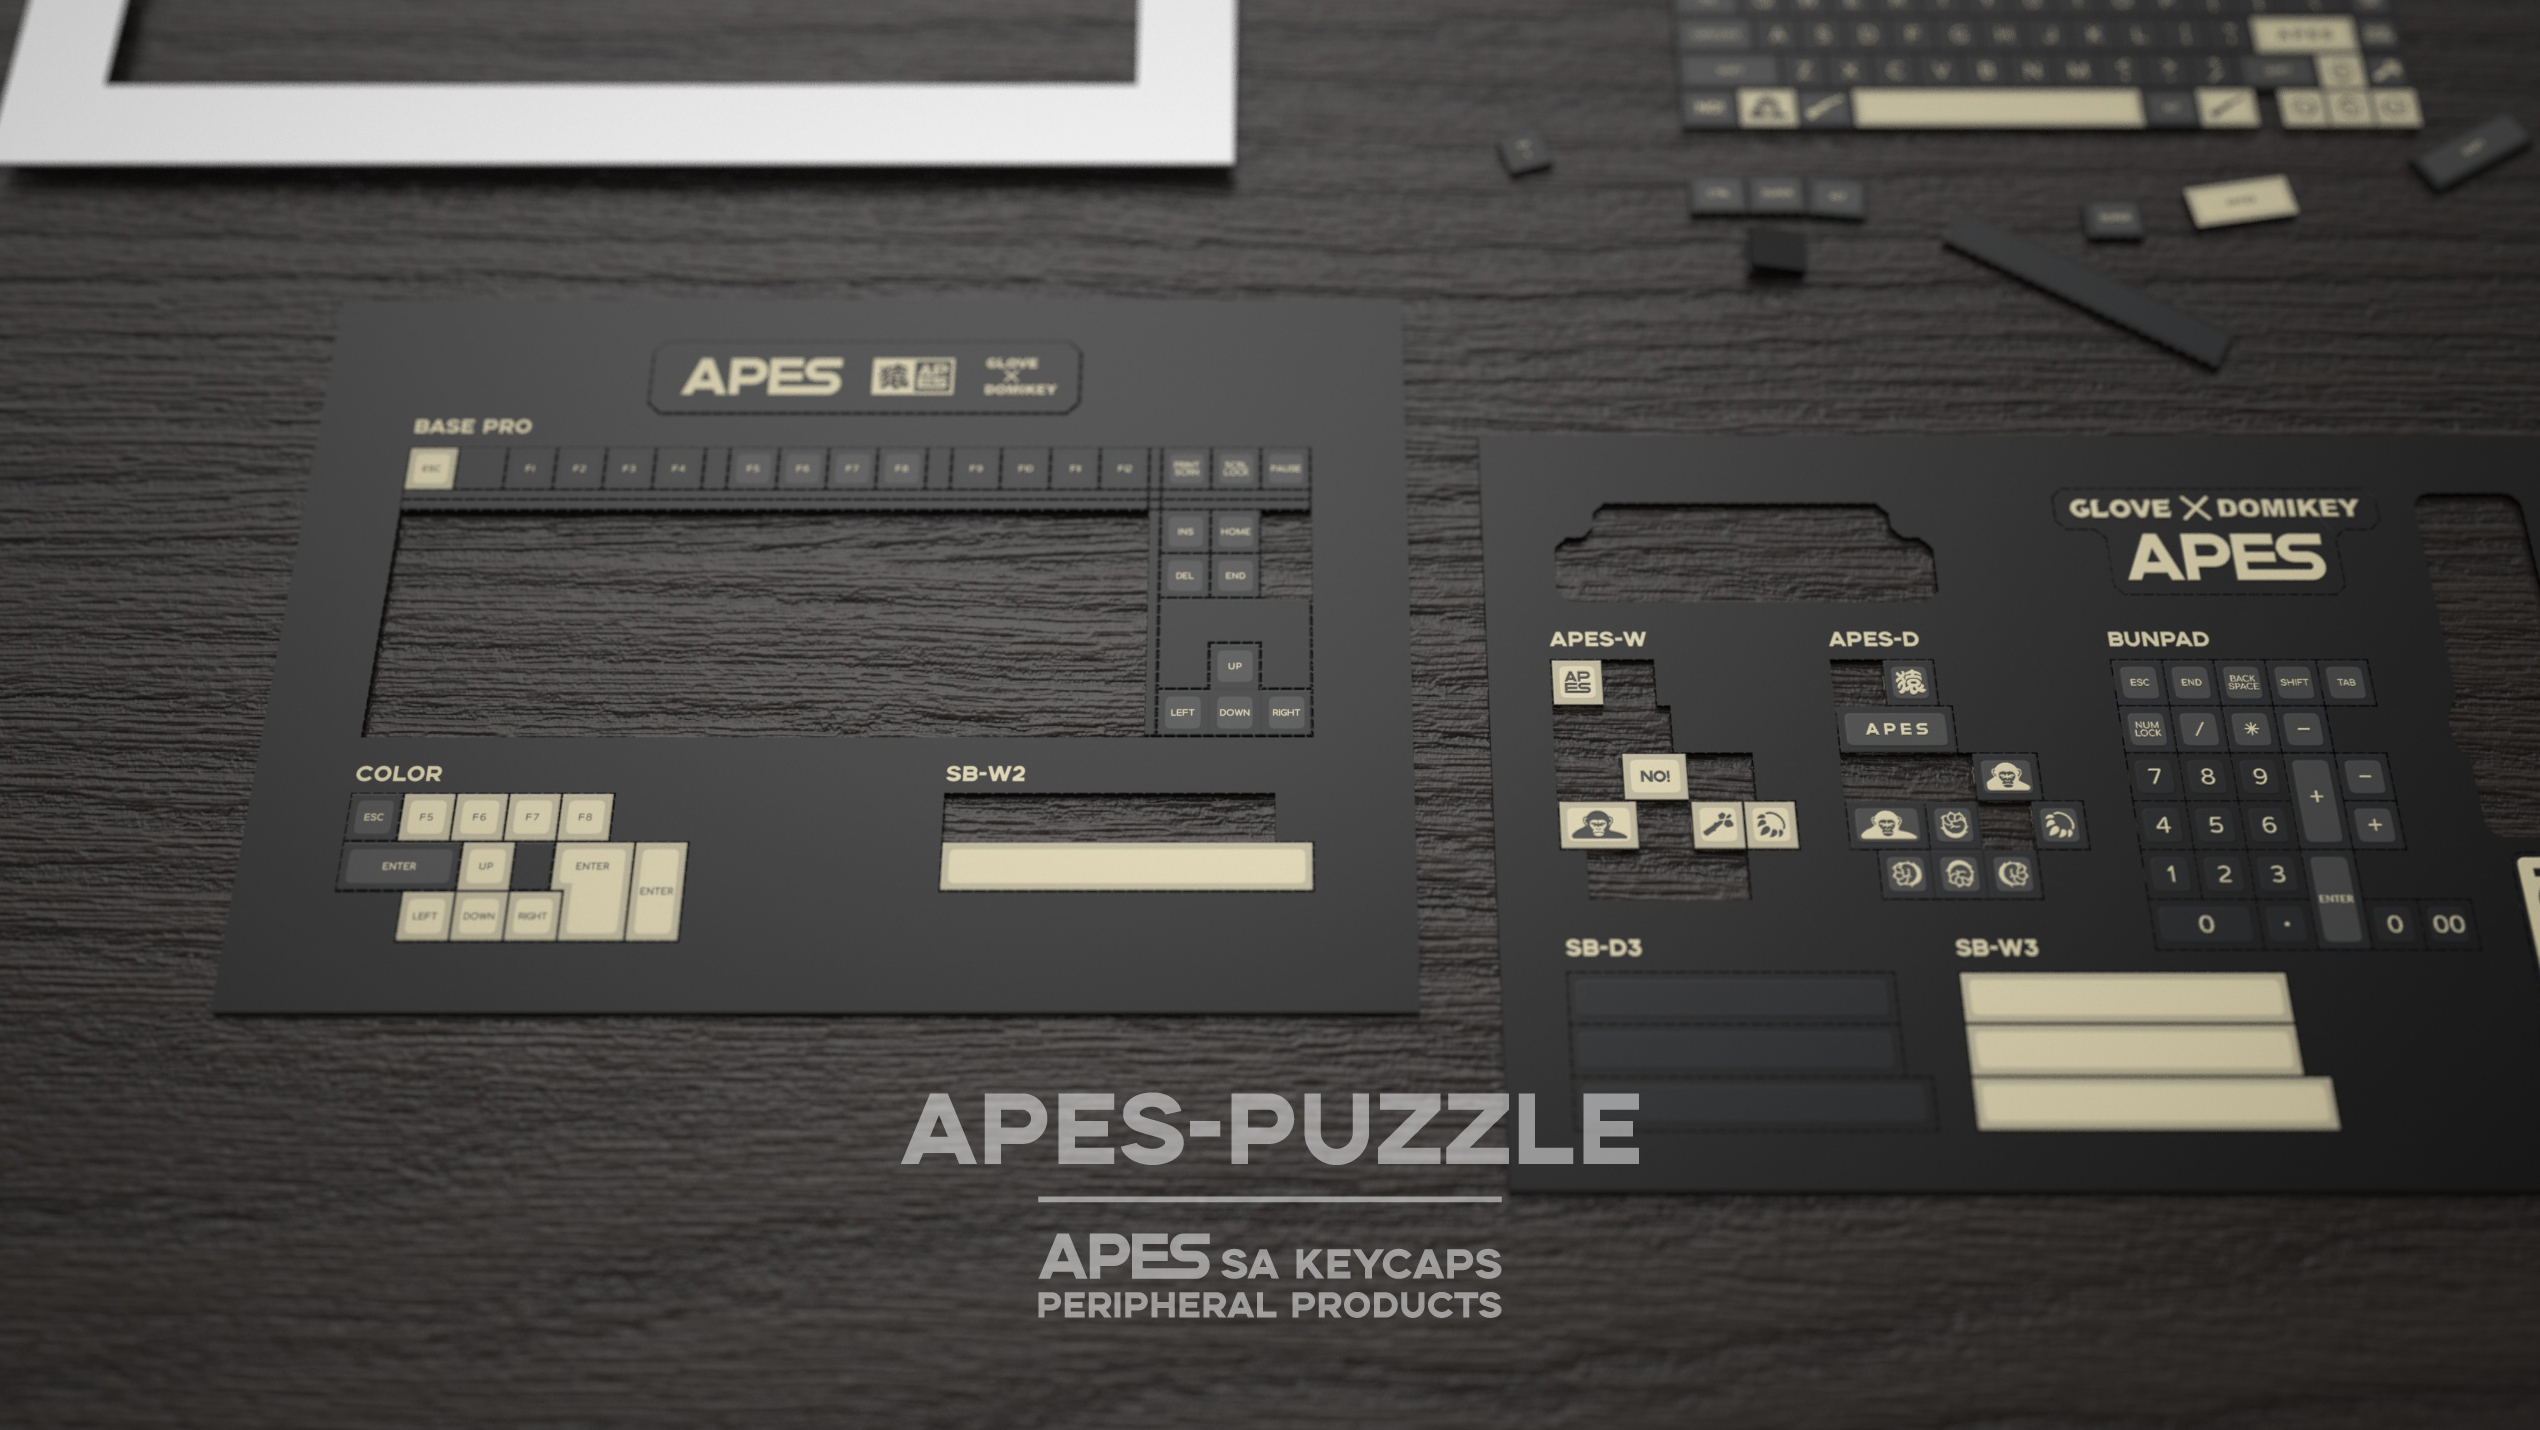 A S D F G H J K L
Z X C V B N M
APES 猿 AP ES GLOVE X DOMIKEY
BASE PRO
ESC F1 F2 F3 F4 F5 F6 F7 F8 F9 F10 F11 F12 PRINT SCRN SCRL LOCK PAUSE
INS HOME
DEL END
UP
LEFT DOWN RIGHT
COLOR
ESC F5 F6 F7 F8
ENTER UP ENTER ENTER
LEFT DOWN RIGHT
SB-W2
GLOVE X DOMIKEY
APES
APES-W
AP ES
NO!
APES-D
猿
APES
BUNPAD
ESC END BACK SPACE SHIFT TAB
NUM LOCK / * −
7 8 9 + −
4 5 6 +
1 2 3 ENTER
0 . 0 00
SB-D3
SB-W3
APES-PUZZLE
APES SA KEYCAPS
PERIPHERAL PRODUCTS